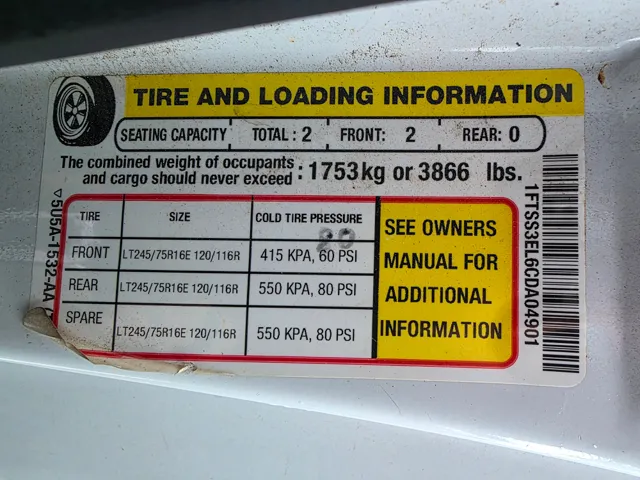 TIRE AND LOADING INFORMATION
SEATING CAPACITY TOTAL : 2 FRONT: 2 REAR: 0
The combined weight of occupants
and cargo should never exceed : 1753kg or 3866 lbs.
TIRE SIZE COLD TIRE PRESSURE
FRONT LT245/75R16E 120/116R 415 KPA, 60 PSI
REAR LT245/75R16E 120/116R 550 KPA, 80 PSI
SPARE LT245/75R16E 120/116R 550 KPA, 80 PSI
SEE OWNERS
MANUAL FOR
ADDITIONAL
INFORMATION
1FTSS3EL6CDA04901
5U5A-1532-AA